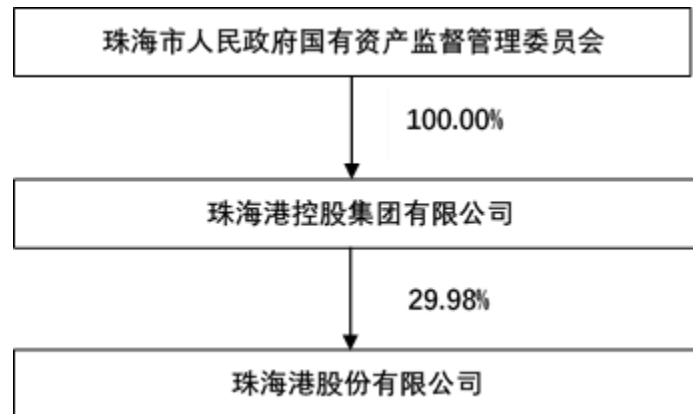 珠海市人民政府国有资产监督管理委员会
100.00%
珠海港控股集团有限公司
29.98%
珠海港股份有限公司